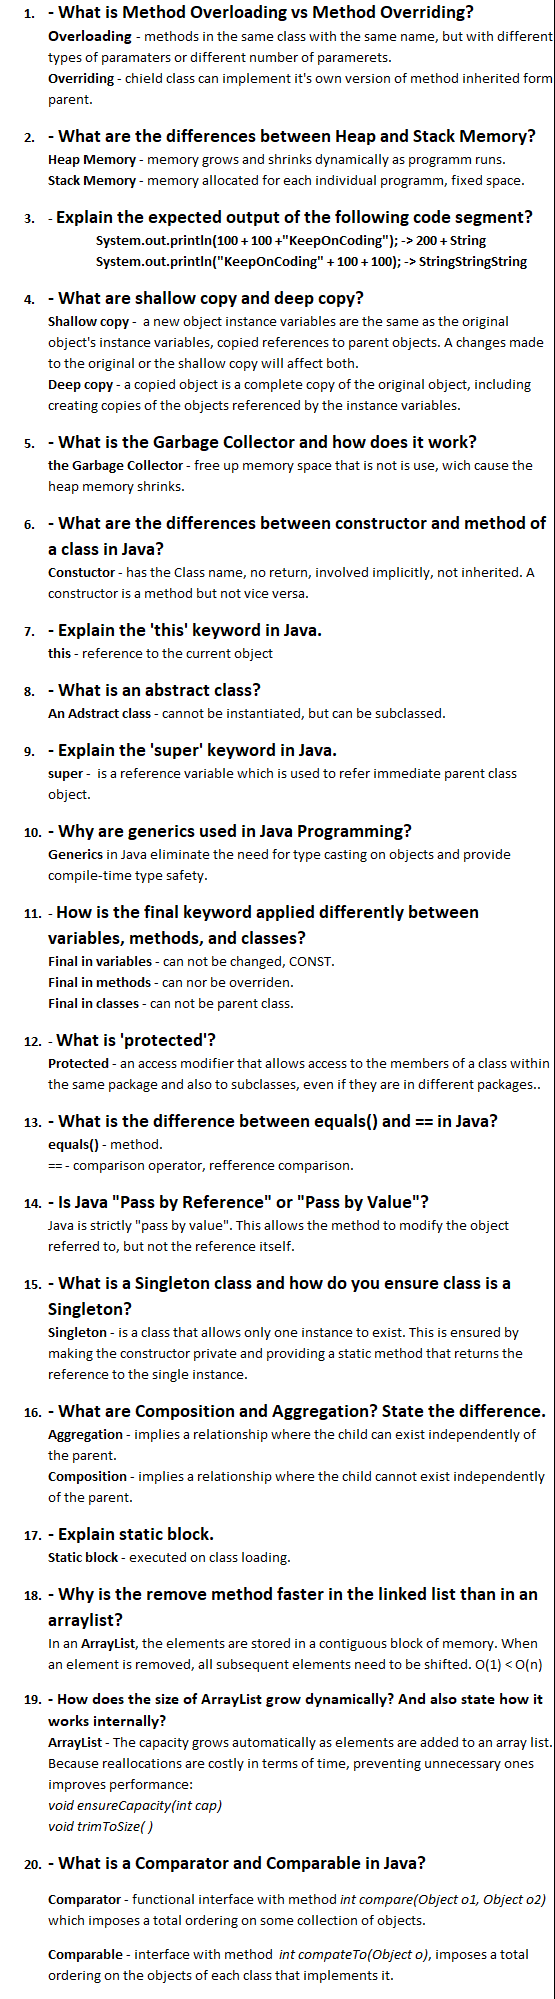 1. - What is Method Overloading vs Method Overriding?
Overloading - methods in the same class with the same name, but with different
types of paramaters or different number of paramerets.
Overriding - chield class can implement it's own version of method inherited form
parent.
2. - What are the differences between Heap and Stack Memory?
Heap Memory - memory grows and shrinks dynamically as programm runs.
Stack Memory - memory allocated for each individual programm, fixed space.
3. - Explain the expected output of the following code segment?
System.out.println(100 + 100 +"KeepOnCoding"); -> 200 + String
System.out.println("KeepOnCoding" + 100 + 100); -> StringStringString
4. - What are shallow copy and deep copy?
Shallow copy - a new object instance variables are the same as the original
object's instance variables, copied references to parent objects. A changes made
to the original or the shallow copy will affect both.
Deep copy - a copied object is a complete copy of the original object, including
creating copies of the objects referenced by the instance variables.
5. - What is the Garbage Collector and how does it work?
the Garbage Collector - free up memory space that is not is use, wich cause the
heap memory shrinks.
6. - What are the differences between constructor and method of
a class in Java?
Constuctor - has the Class name, no return, involved implicitly, not inherited. A
constructor is a method but not vice versa.
7. - Explain the 'this' keyword in Java.
this - reference to the current object
8. - What is an abstract class?
An Adstract class - cannot be instantiated, but can be subclassed.
9. - Explain the 'super' keyword in Java.
super - is a reference variable which is used to refer immediate parent class
object.
10. - Why are generics used in Java Programming?
Generics in Java eliminate the need for type casting on objects and provide
compile-time type safety.
11. - How is the final keyword applied differently between
variables, methods, and classes?
Final in variables - can not be changed, CONST.
Final in methods - can nor be overriden.
Final in classes - can not be parent class.
12. - What is 'protected'?
Protected - an access modifier that allows access to the members of a class within
the same package and also to subclasses, even if they are in different packages..
13. - What is the difference between equals() and == in Java?
equals() - method.
== - comparison operator, refference comparison.
14. - Is Java "Pass by Reference" or "Pass by Value"?
Java is strictly "pass by value". This allows the method to modify the object
referred to, but not the reference itself.
15. - What is a Singleton class and how do you ensure class is a
Singleton?
Singleton - is a class that allows only one instance to exist. This is ensured by
making the constructor private and providing a static method that returns the
reference to the single instance.
16. - What are Composition and Aggregation? State the difference.
Aggregation - implies a relationship where the child can exist independently of
the parent.
Composition - implies a relationship where the child cannot exist independently
of the parent.
17. - Explain static block.
Static block - executed on class loading.
18. - Why is the remove method faster in the linked list than in an
arraylist?
In an ArrayList, the elements are stored in a contiguous block of memory. When
an element is removed, all subsequent elements need to be shifted. O(1) < O(n)
19. - How does the size of ArrayList grow dynamically? And also state how it
works internally?
ArrayList - The capacity grows automatically as elements are added to an array list.
Because reallocations are costly in terms of time, preventing unnecessary ones
improves performance:
void ensureCapacity(int cap)
void trimToSize( )
20. - What is a Comparator and Comparable in Java?
Comparator - functional interface with method int compare(Object o1, Object o2)
which imposes a total ordering on some collection of objects.
Comparable - interface with method int compateTo(Object o), imposes a total
ordering on the objects of each class that implements it.